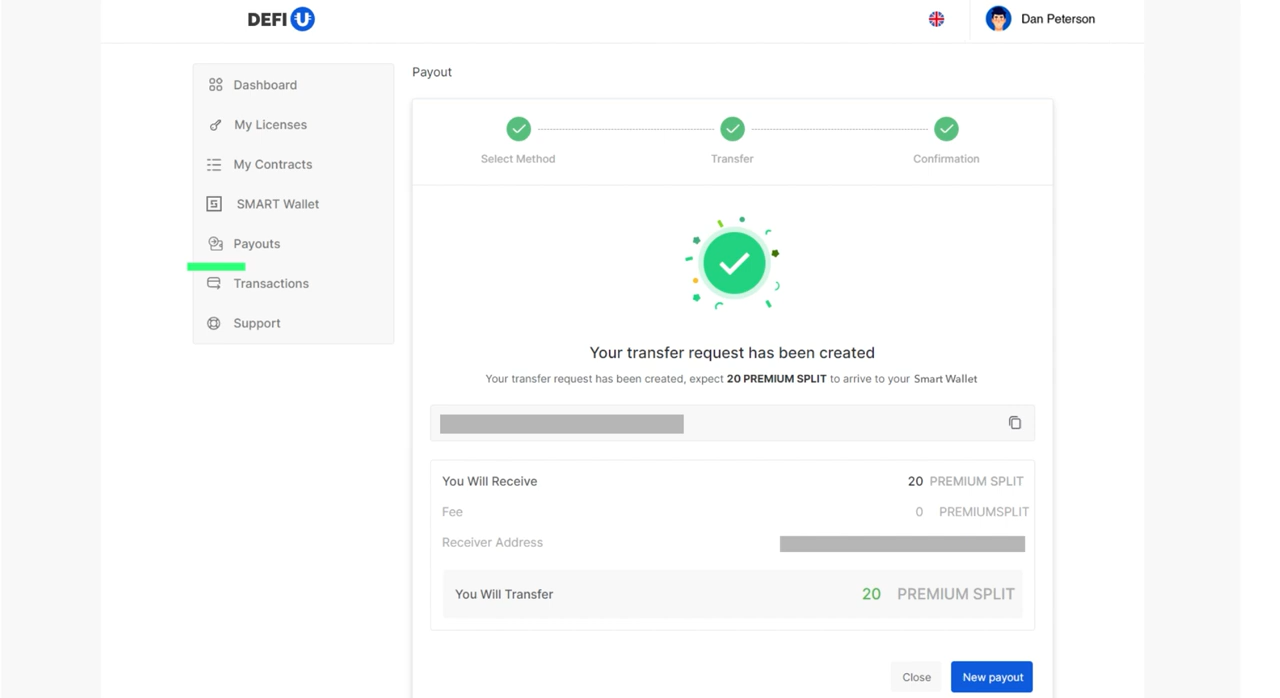 DEFI U
Dan Peterson
Dashboard
My Licenses
My Contracts
SMART Wallet
Payouts
Transactions
Support
Payout
Select Method
Transfer
Confirmation
Your transfer request has been created
Your transfer request has been created, expect 20 PREMIUM SPLIT to arrive to your Smart Wallet
You Will Receive 20 PREMIUM SPLIT
Fee 0 PREMIUMSPLIT
Receiver Address
You Will Transfer 20 PREMIUM SPLIT
Close New payout